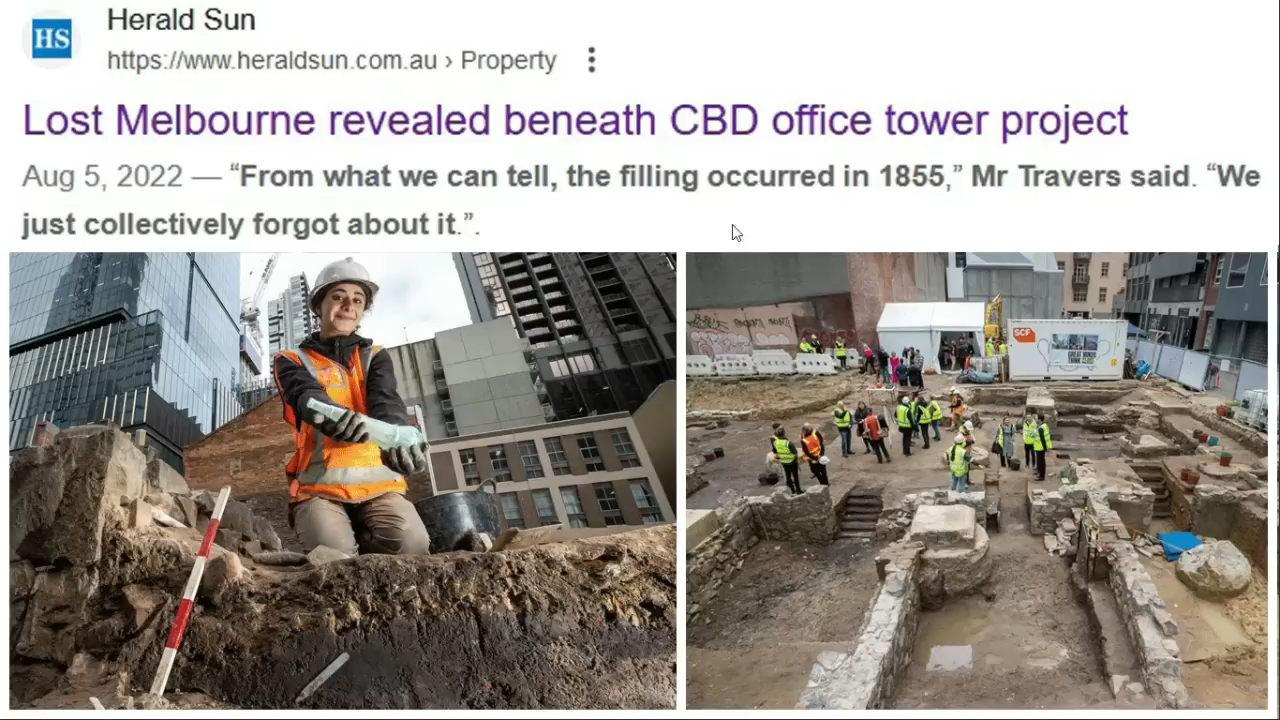 HS
Herald Sun
https://www.heraldsun.com.au › Property
Lost Melbourne revealed beneath CBD office tower project
Aug 5, 2022 — “From what we can tell, the filling occurred in 1855,” Mr Travers said. “We
just collectively forgot about it.”.
SCF